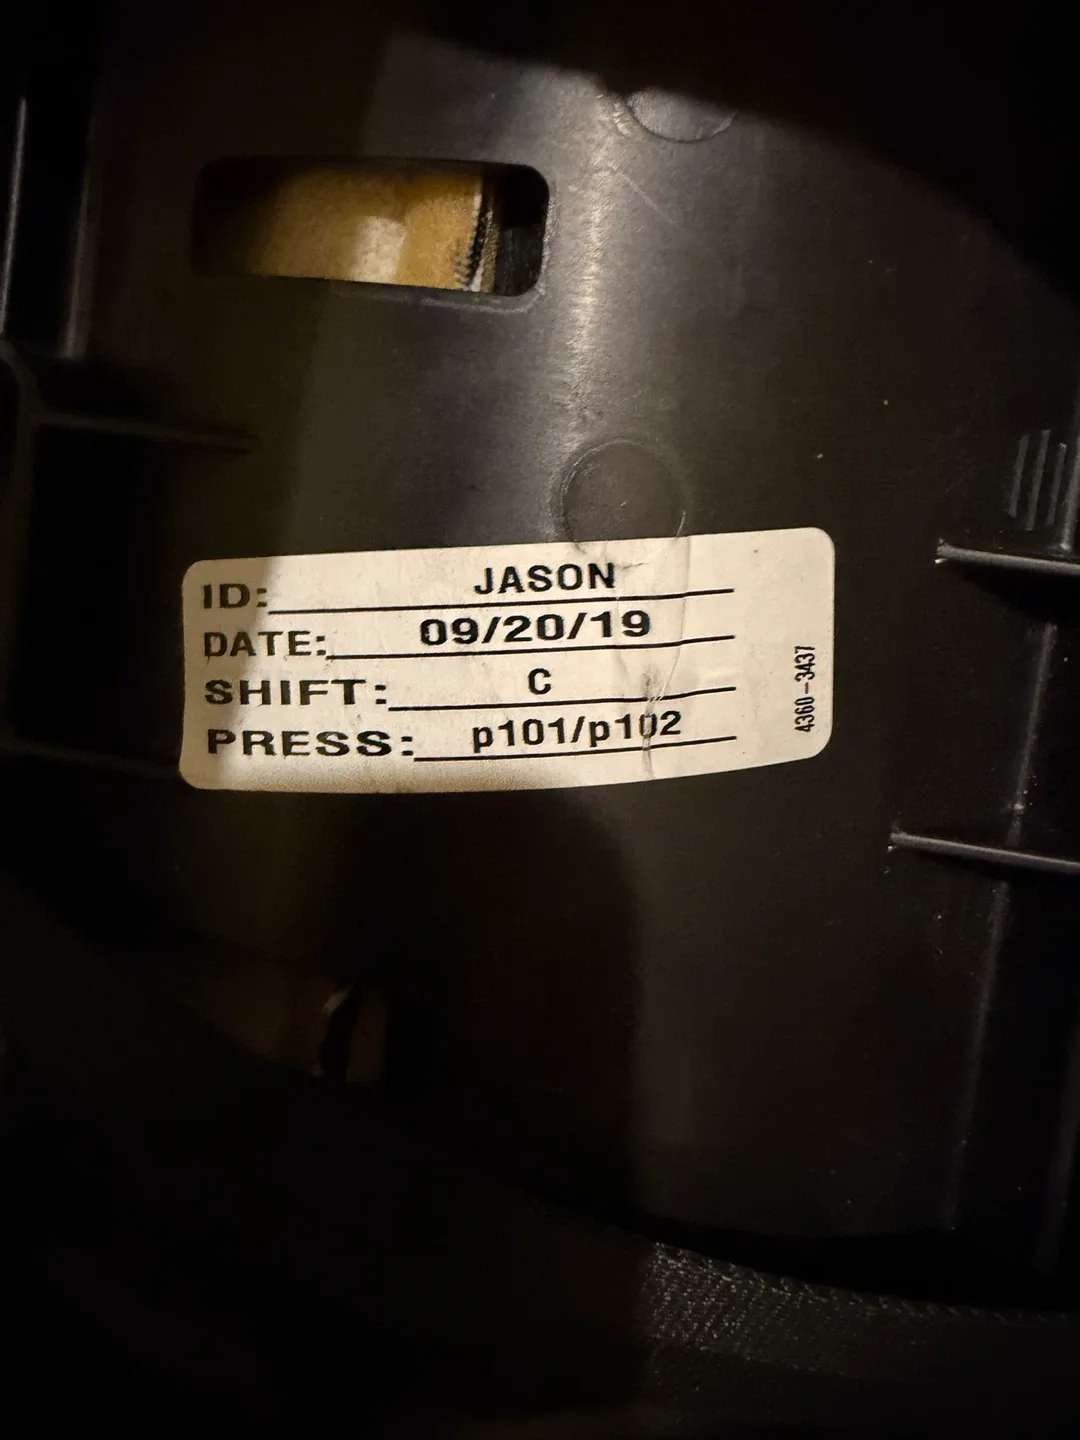 ID: JASON
DATE: 09/20/19
SHIFT: C
PRESS: p101/p102
4360-3437